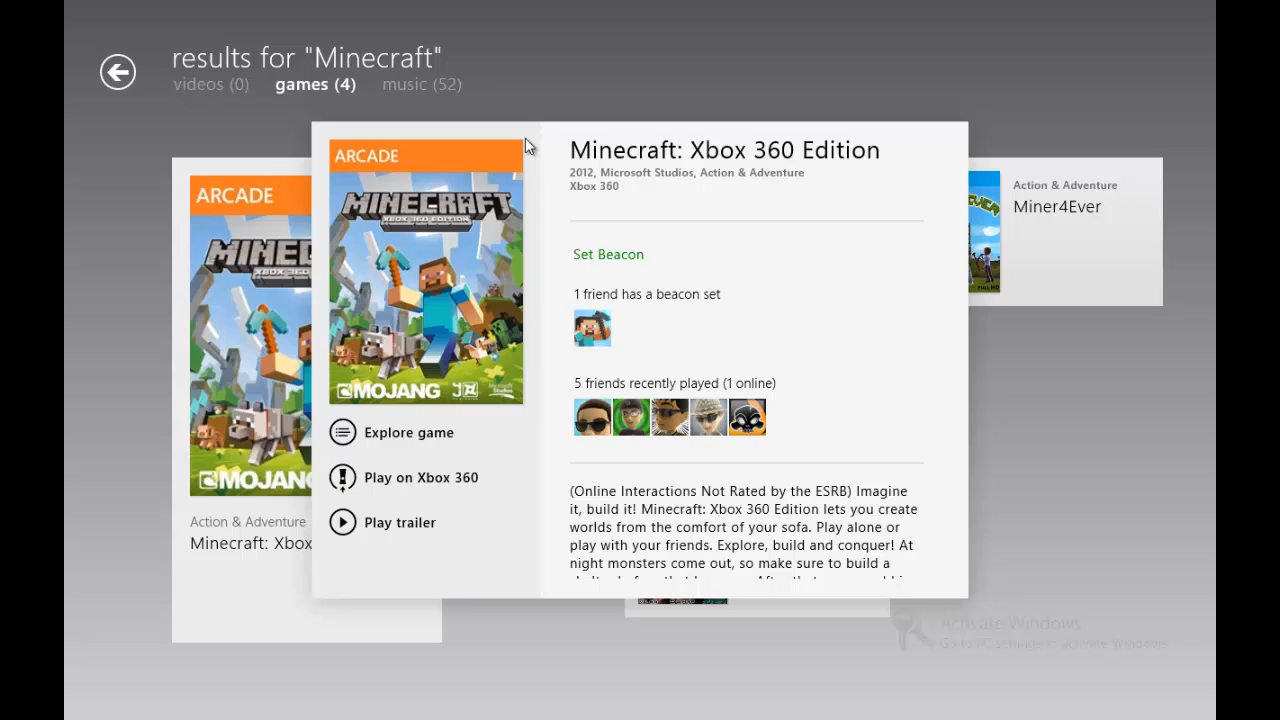 results for "Minecraft"
videos (0) games (4) music (52)
ARCADE
MINECRAFT
XBOX 360 EDITION
MOJANG
Explore game
Play on Xbox 360
Play trailer
Minecraft: Xbox 360 Edition
2012, Microsoft Studios, Action & Adventure
Xbox 360
Set Beacon
1 friend has a beacon set
5 friends recently played (1 online)
(Online Interactions Not Rated by the ESRB) Imagine
it, build it! Minecraft: Xbox 360 Edition lets you create
worlds from the comfort of your sofa. Play alone or
play with your friends. Explore, build and conquer! At
night monsters come out, so make sure to build a
ARCADE
MINE
XBOX 360
MOJAN
Action & Adventure
Minecraft: Xbox
Action & Adventure
Miner4Ever
Activate Windows
Go to PC settings to activate Windows.